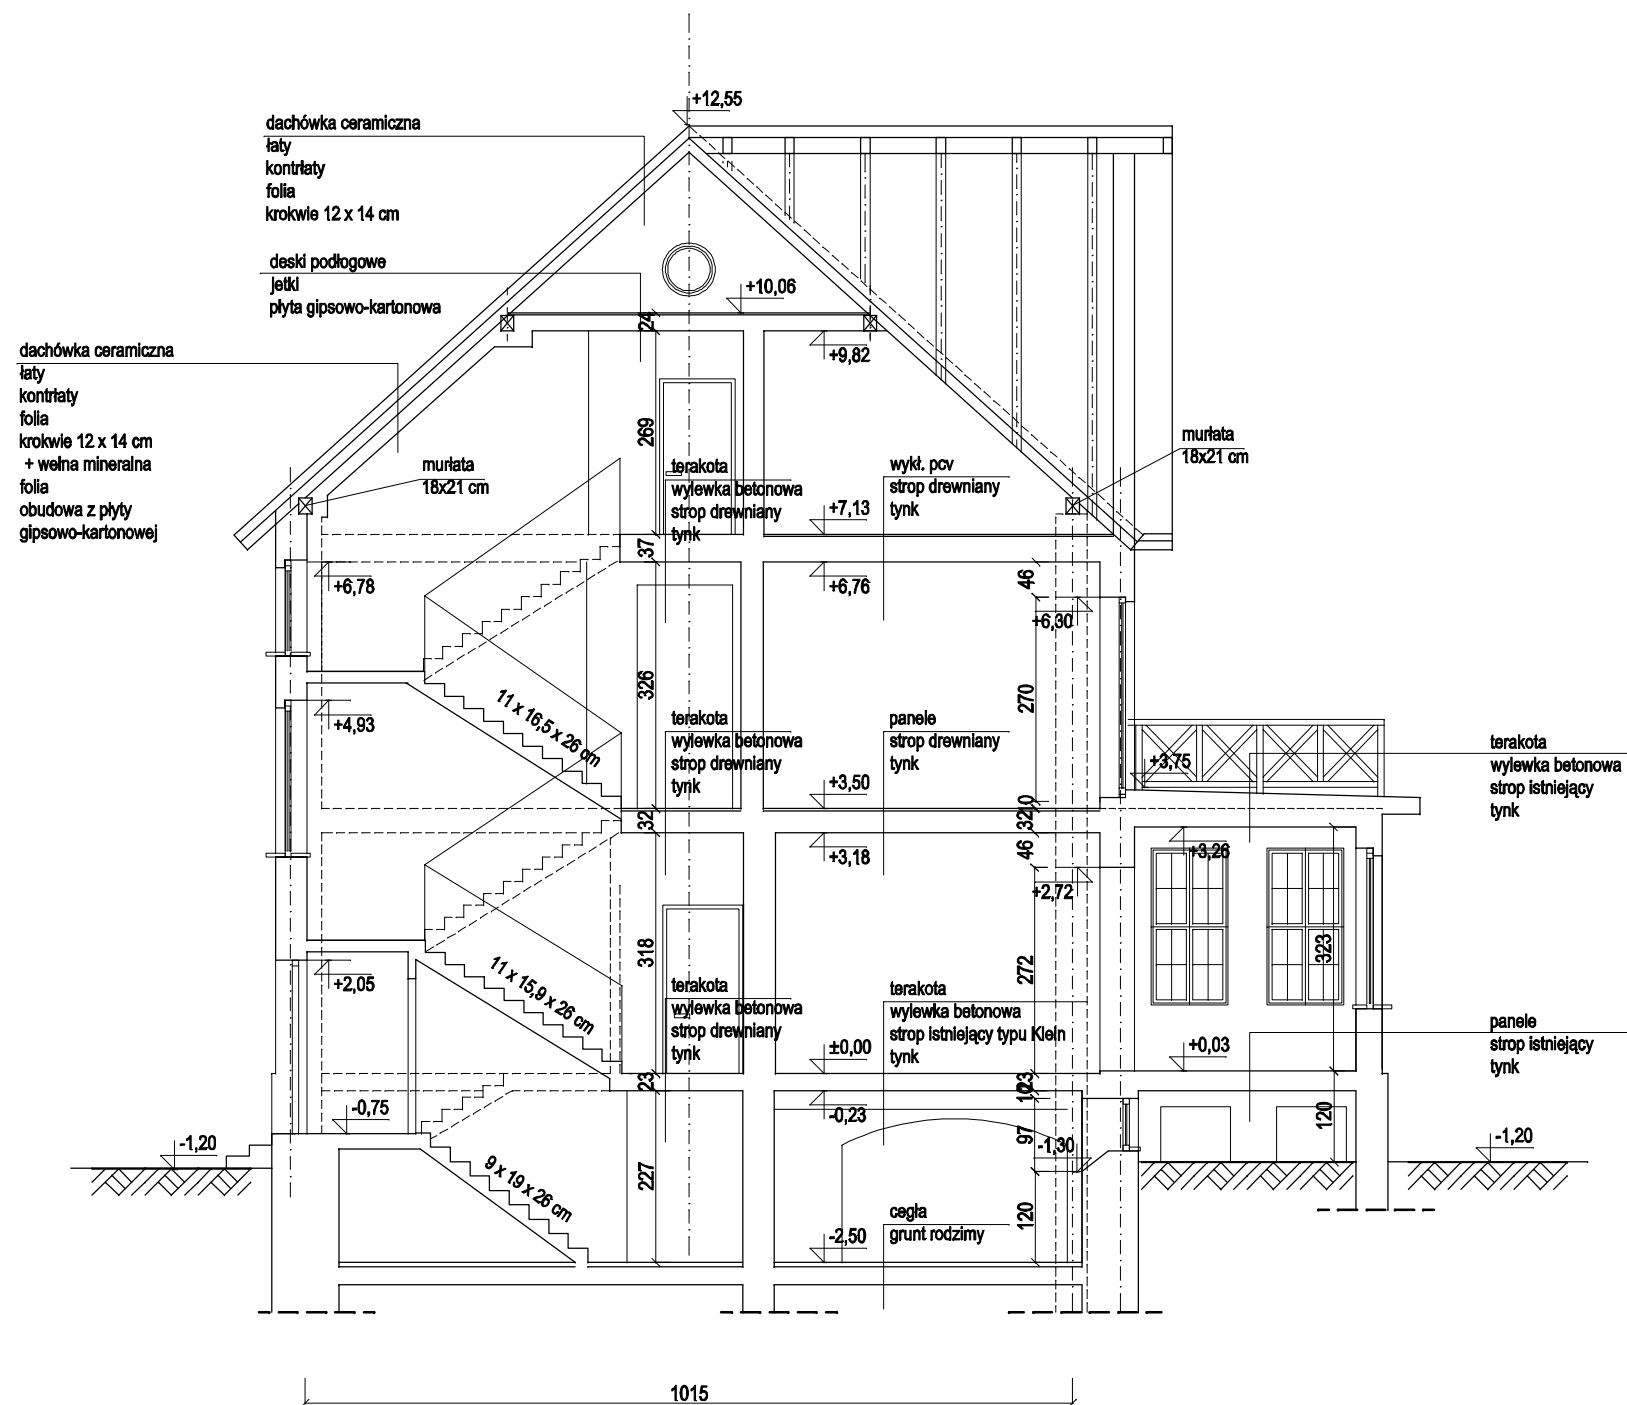 +12,55
dachówka ceramiczna
łaty
kontrłaty
folia
krokwie 12 x 14 cm
deski podłogowe
jetki
płyta gipsowo-kartonowa
+10,06
24
+9,82
dachówka ceramiczna
łaty
kontrłaty
folia
krokwie 12 x 14 cm
+ wełna mineralna
folia
obudowa z płyty
gipsowo-kartonowej
murłata
18x21 cm
269
terakota
wylewka betonowa
strop drewniany
tynk
wykł. pcv
strop drewniany
tynk
murłata
18x21 cm
+7,13
37
+6,78
+6,76
46
+6,30
326
270
11 x 16,5 x 26 cm
+4,93
terakota
wylewka betonowa
strop drewniany
tynk
panele
strop drewniany
tynk
+3,75
terakota
wylewka betonowa
strop istniejący
tynk
+3,50
32
10
32
+3,18
46
+3,26
+2,72
318
272
323
11 x 15,9 x 26 cm
+2,05
terakota
wylewka betonowa
strop drewniany
tynk
terakota
wylewka betonowa
strop istniejący typu Klein
tynk
panele
strop istniejący
tynk
±0,00
+0,03
23
23
10
-0,75
-0,23
97
120
-1,20
-1,30
-1,20
227
9 x 19 x 26 cm
120
cegła
grunt rodzimy
-2,50
1015